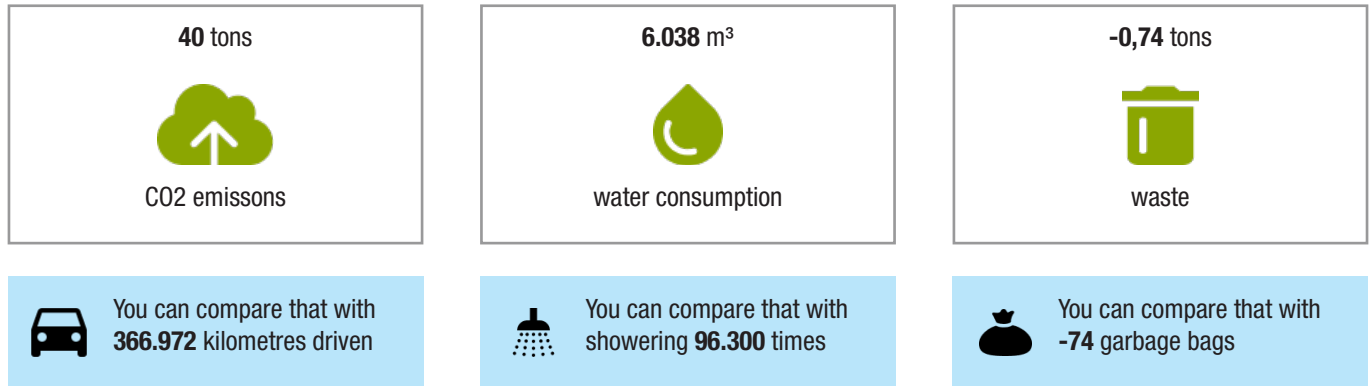 40 tons
CO2 emissons
6.038 m³
water consumption
-0,74 tons
waste
You can compare that with
366.972 kilometres driven
You can compare that with
showering 96.300 times
You can compare that with
-74 garbage bags